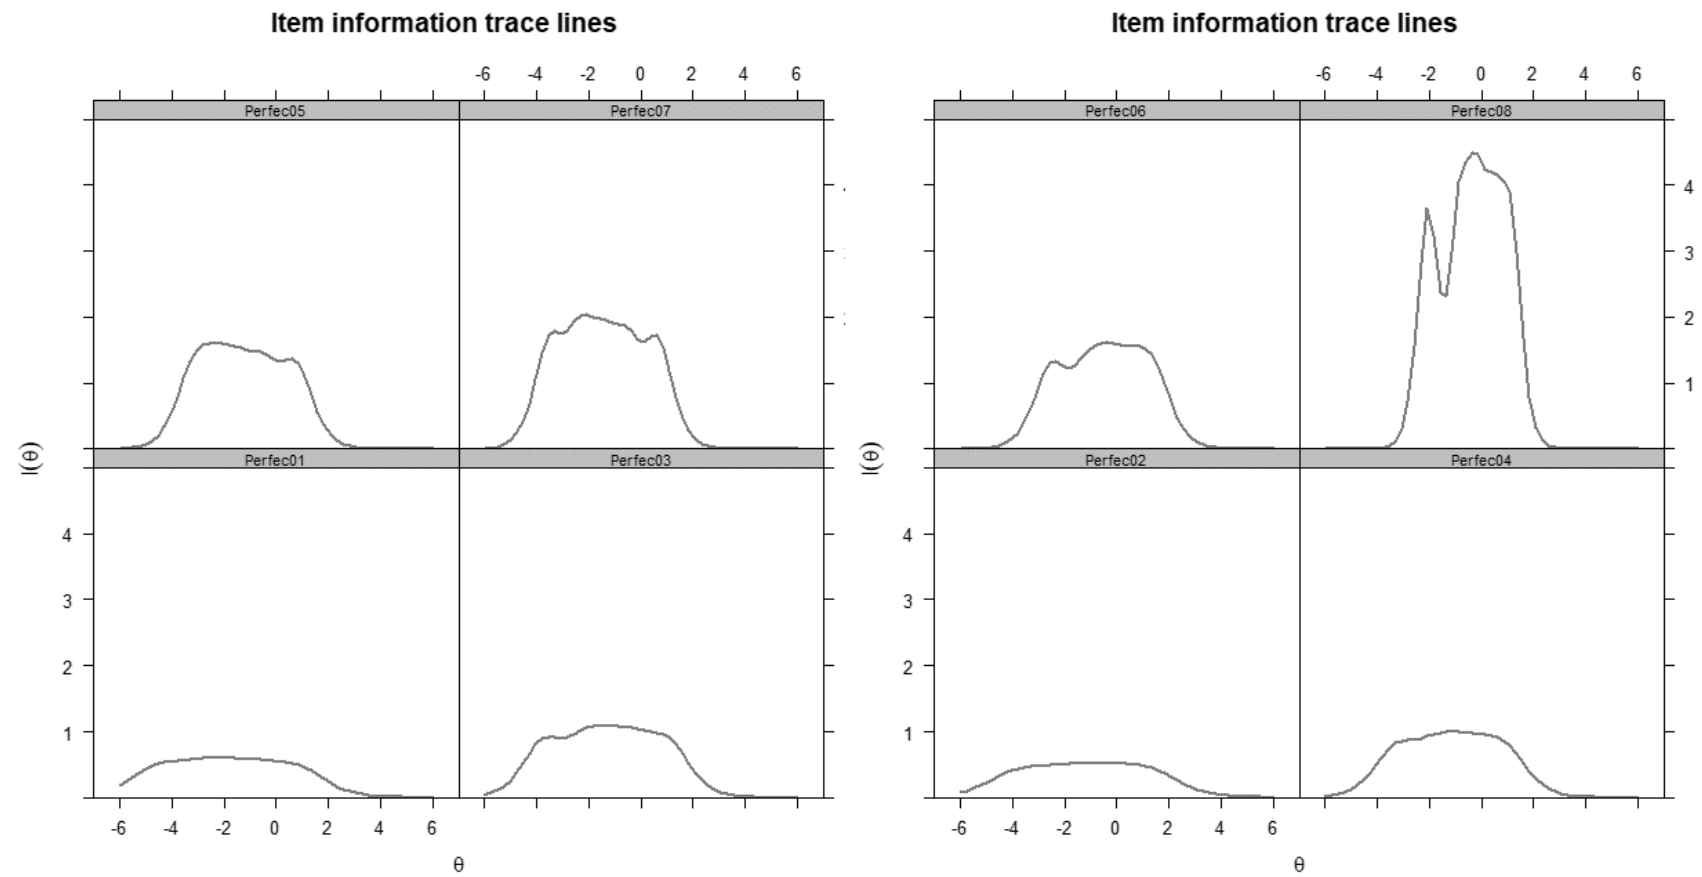 Item information trace lines
-6 -4 -2 0 2 4 6
Perfec05 Perfec07
Perfec01 Perfec03
I(θ)
4
3
2
1
-6 -4 -2 0 2 4 6
θ
Item information trace lines
-6 -4 -2 0 2 4 6
Perfec06 Perfec08
4
3
2
1
Perfec02 Perfec04
I(θ)
4
3
2
1
-6 -4 -2 0 2 4 6
θ